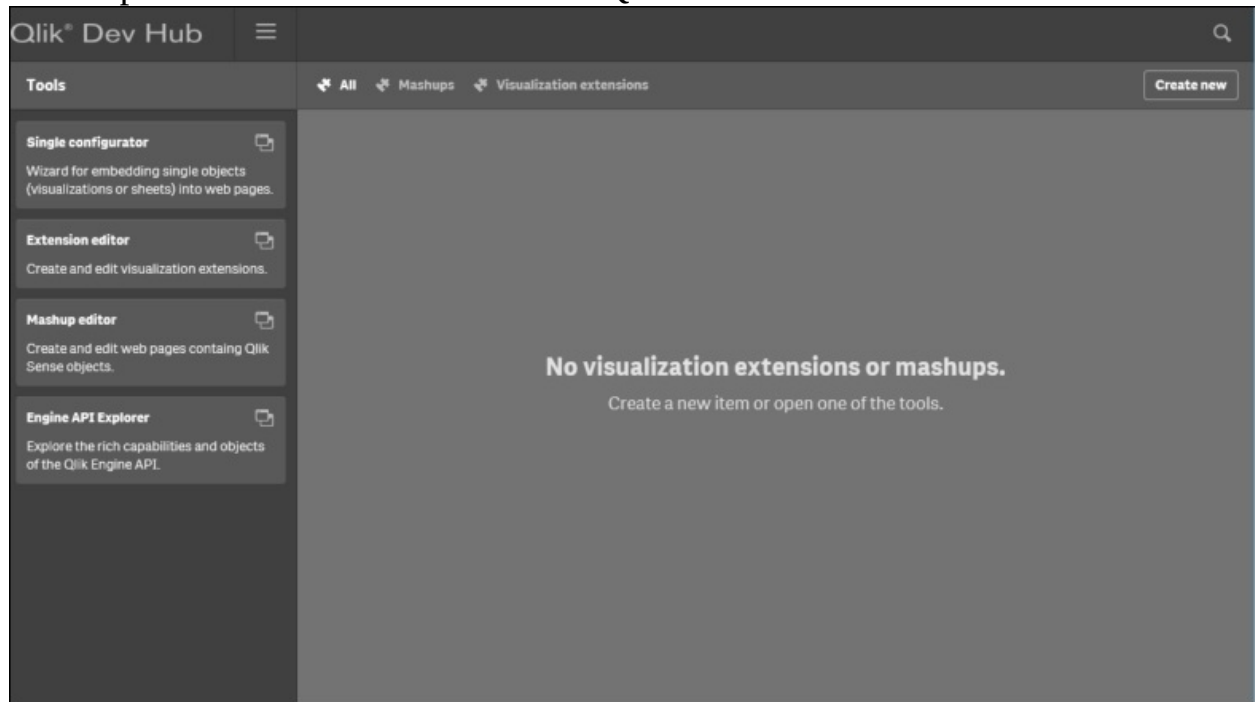 Qlik® Dev Hub
Tools
All Mashups Visualization extensions
Create new
Single configurator
Wizard for embedding single objects
(visualizations or sheets) into web pages.
Extension editor
Create and edit visualization extensions.
Mashup editor
Create and edit web pages containg Qlik
Sense objects.
Engine API Explorer
Explore the rich capabilities and objects
of the Qlik Engine API.
No visualization extensions or mashups.
Create a new item or open one of the tools.